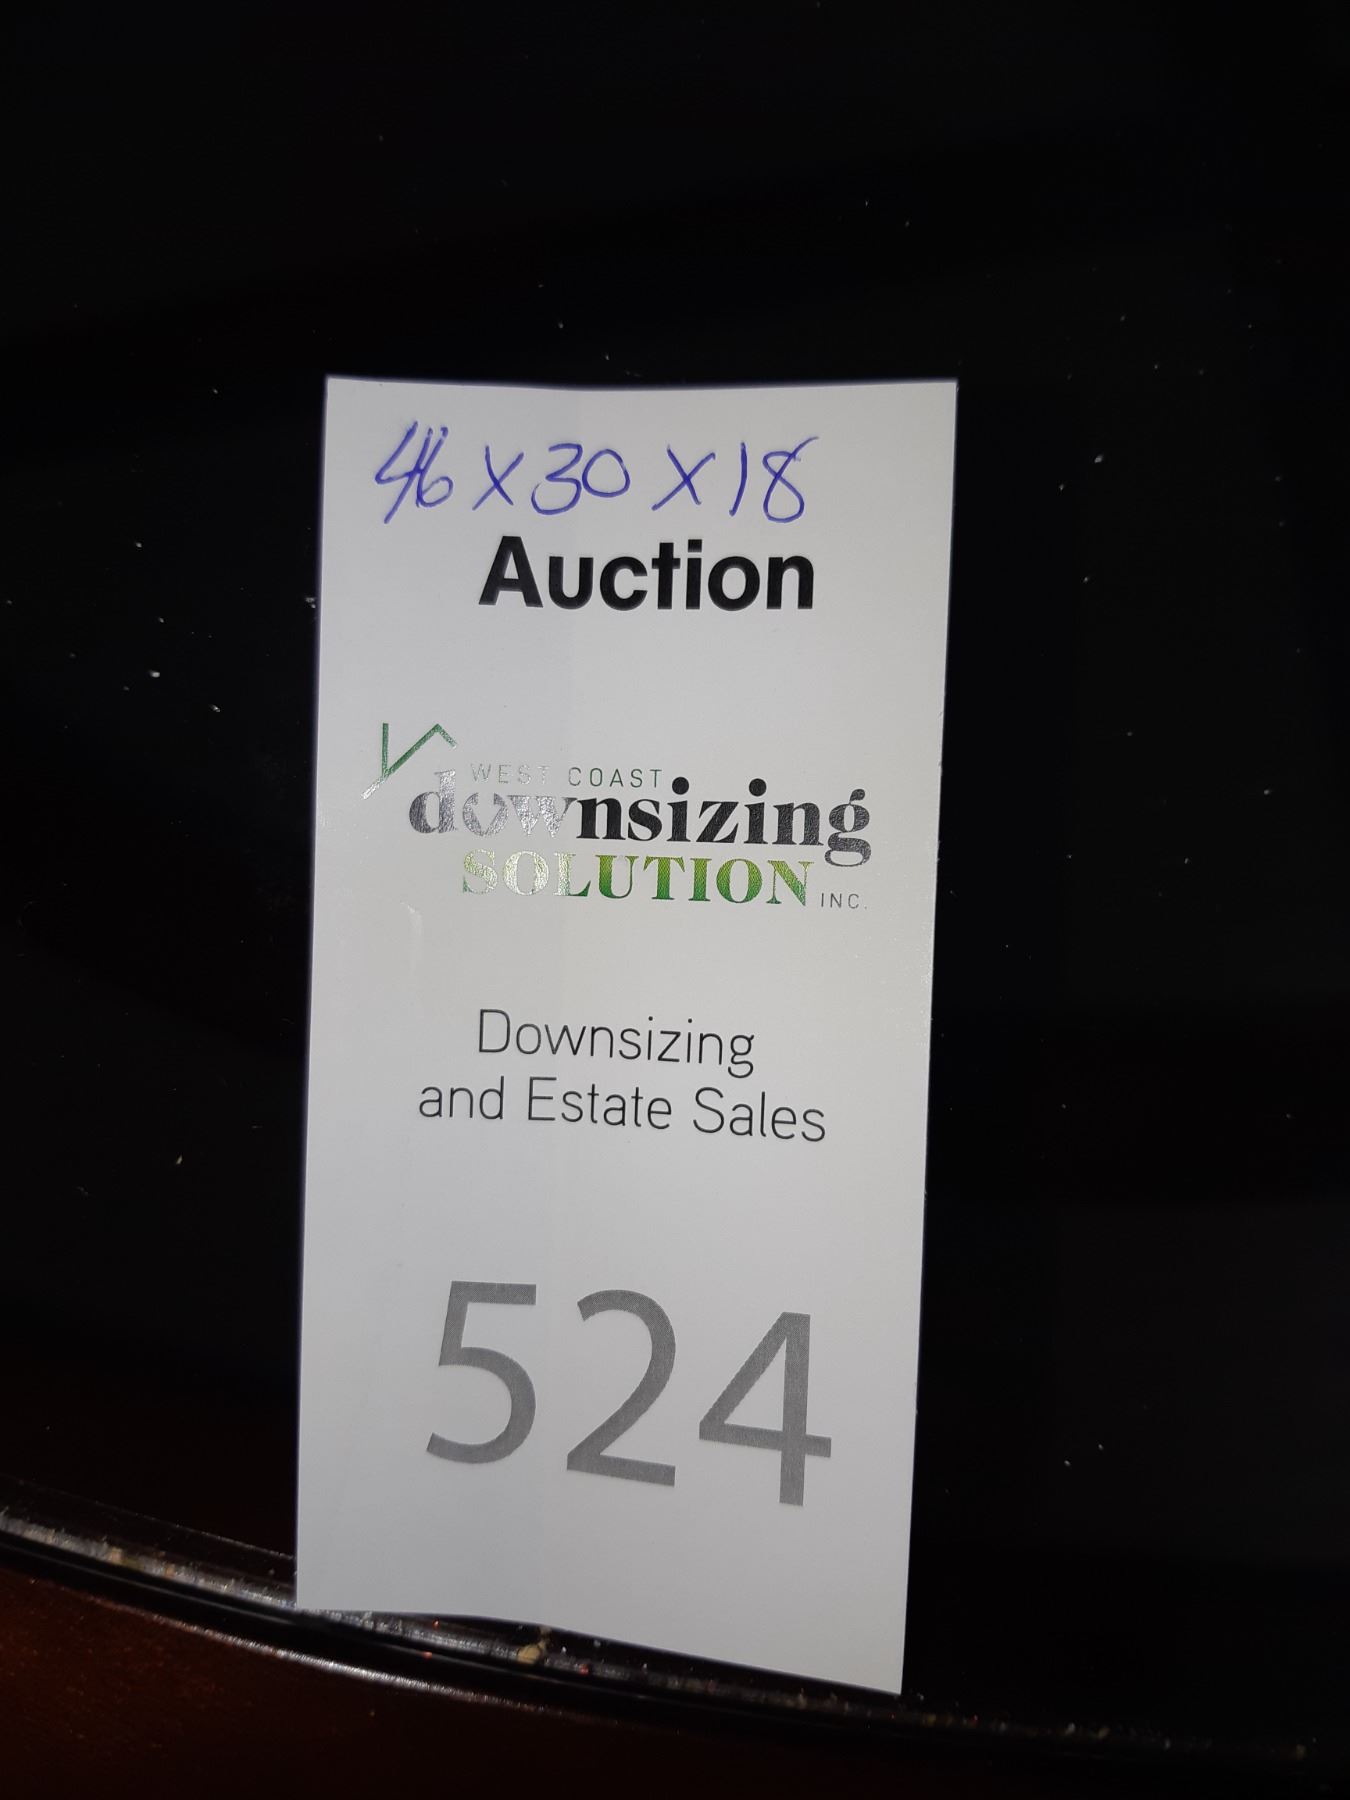 46 x 30 x 18
Auction
WEST COAST
downsizing
SOLUTION INC.
Downsizing
and Estate Sales
524